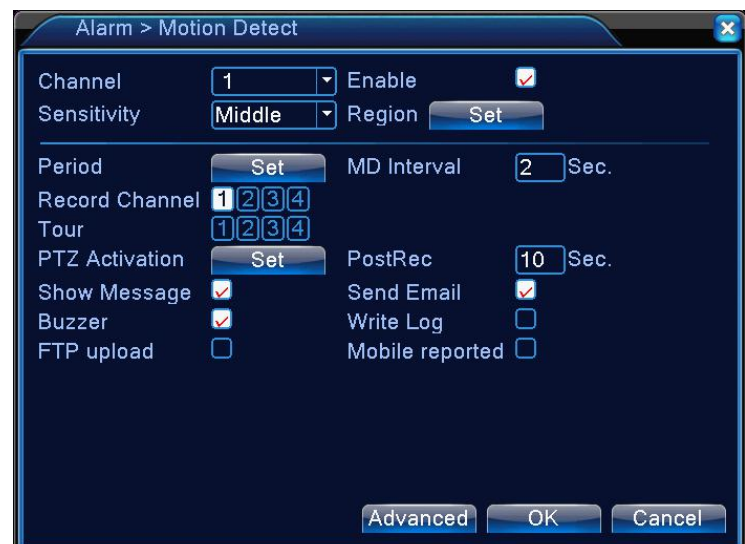 Alarm > Motion Detect
Channel 1 Enable
Sensitivity Middle Region Set
Period Set MD Interval 2 Sec.
Record Channel 1 2 3 4
Tour 1 2 3 4
PTZ Activation Set PostRec 10 Sec.
Show Message Send Email
Buzzer Write Log
FTP upload Mobile reported
Advanced OK Cancel